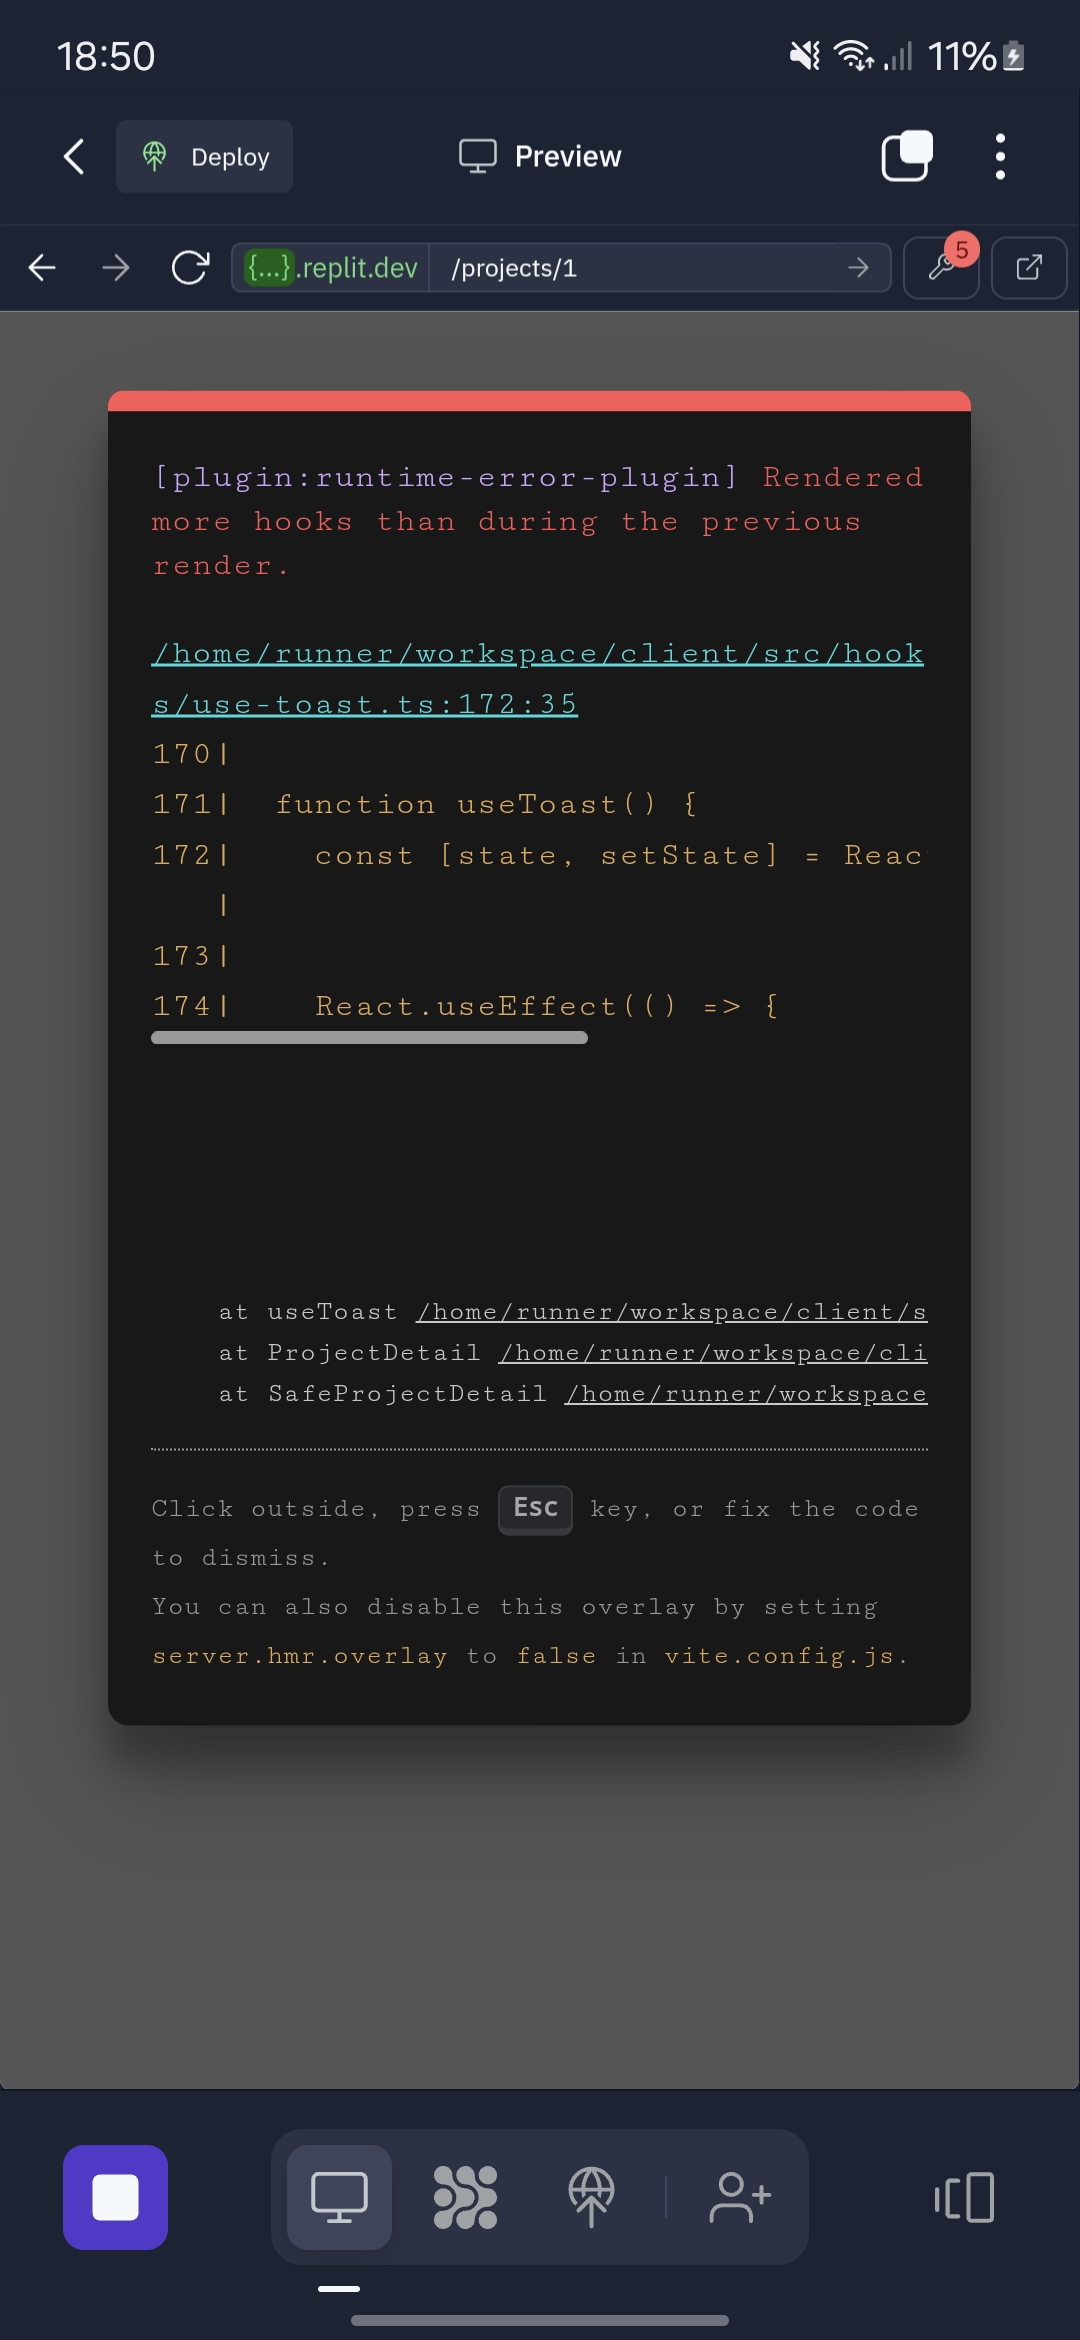 18:50
11%
Deploy
Preview
5
{...}.replit.dev /projects/1
[plugin:runtime-error-plugin] Rendered
more hooks than during the previous
render.
/home/runner/workspace/client/src/hook
s/use-toast.ts:172:35
170|
171|  function useToast() {
172|    const [state, setState] = Reac
|
173|
174|    React.useEffect(() => {
at useToast /home/runner/workspace/client/s
at ProjectDetail /home/runner/workspace/cli
at SafeProjectDetail /home/runner/workspace
Click outside, press Esc key, or fix the code
to dismiss.
You can also disable this overlay by setting
server.hmr.overlay to false in vite.config.js.